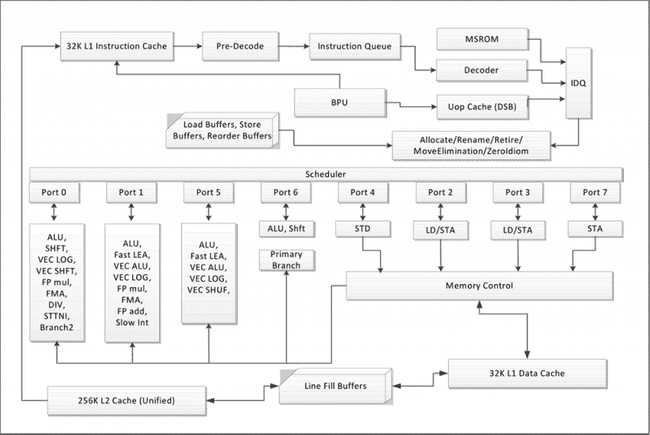 32K L1 Instruction Cache
Pre-Decode
Instruction Queue
MSROM
Decoder
IDQ
BPU
Uop Cache (DSB)
Load Buffers, Store
Buffers, Reorder Buffers
Allocate/Rename/Retire/
MoveElimination/ZeroIdiom
Scheduler
Port 0
Port 1
Port 5
Port 6
Port 4
Port 2
Port 3
Port 7
ALU,
SHFT,
VEC LOG,
VEC SHFT,
FP mul,
FMA,
DIV,
STTNI,
Branch2
ALU,
Fast LEA,
VEC ALU,
VEC LOG,
FP mul,
FMA,
FP add,
Slow Int
ALU,
Fast LEA,
VEC ALU,
VEC LOG,
VEC SHUF,
ALU, Shft
Primary
Branch
STD
LD/STA
LD/STA
STA
Memory Control
32K L1 Data Cache
Line Fill Buffers
256K L2 Cache (Unified)